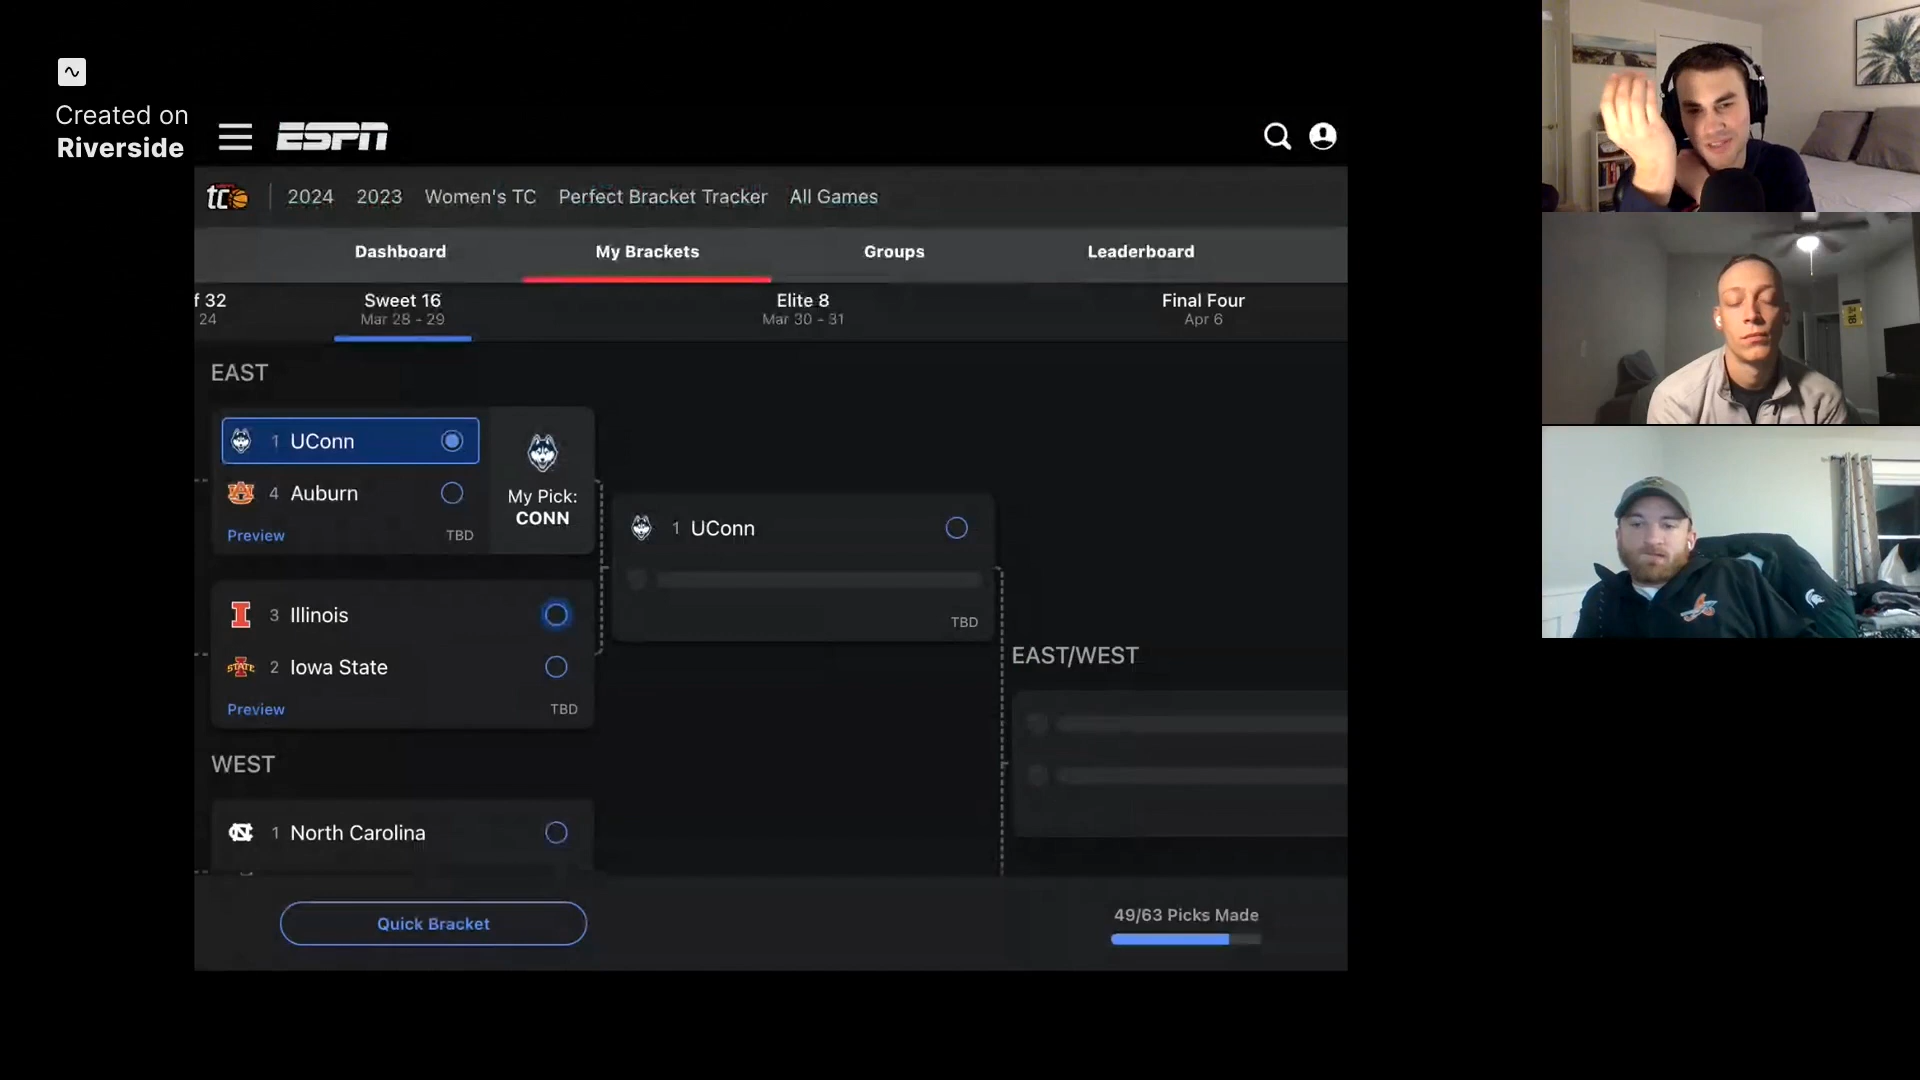 Created on
Riverside
ESPN
tc
2024 2023 Women's TC Perfect Bracket Tracker All Games
Dashboard My Brackets Groups Leaderboard
f 32 Sweet 16 Elite 8 Final Four
24 Mar 28 - 29 Mar 30 - 31 Apr 6
EAST
1 UConn
4 Auburn
Preview TBD
My Pick:
CONN
1 UConn
TBD
3 Illinois
2 Iowa State
Preview TBD
EAST/WEST
WEST
1 North Carolina
Quick Bracket
49/63 Picks Made